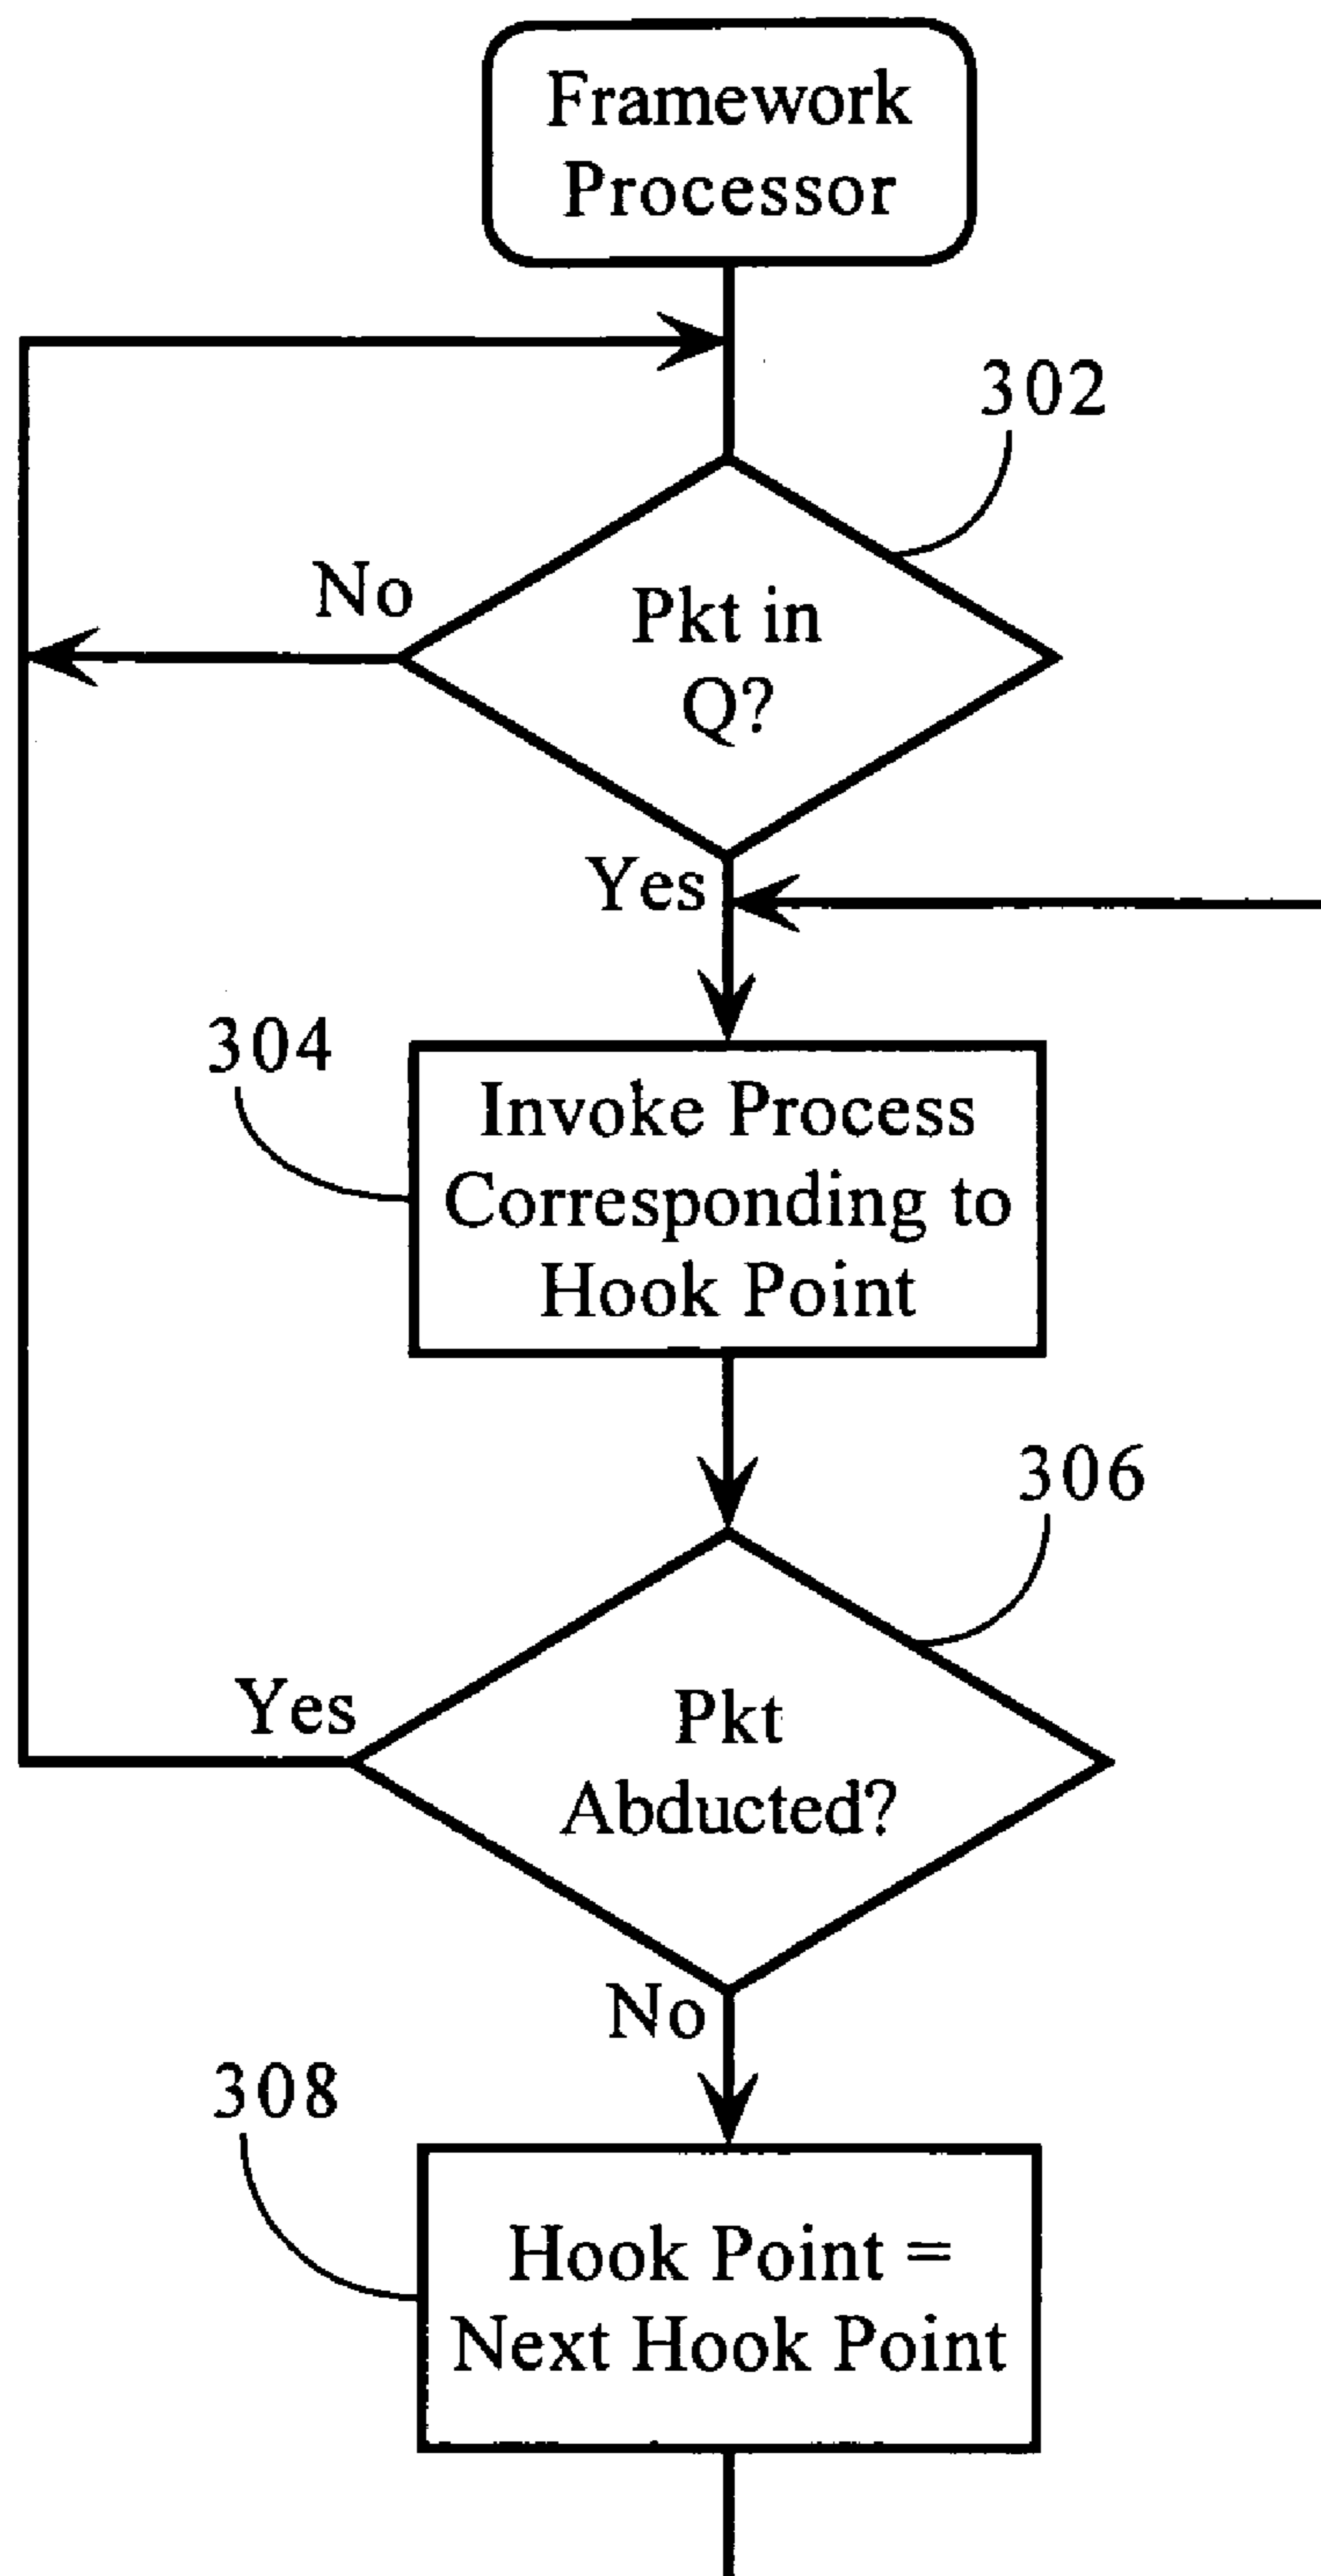 Framework
Processor
302
No
Pkt in
Q?
Yes
304
Invoke Process
Corresponding to
Hook Point
306
Yes
Pkt
Abducted?
No
308
Hook Point =
Next Hook Point